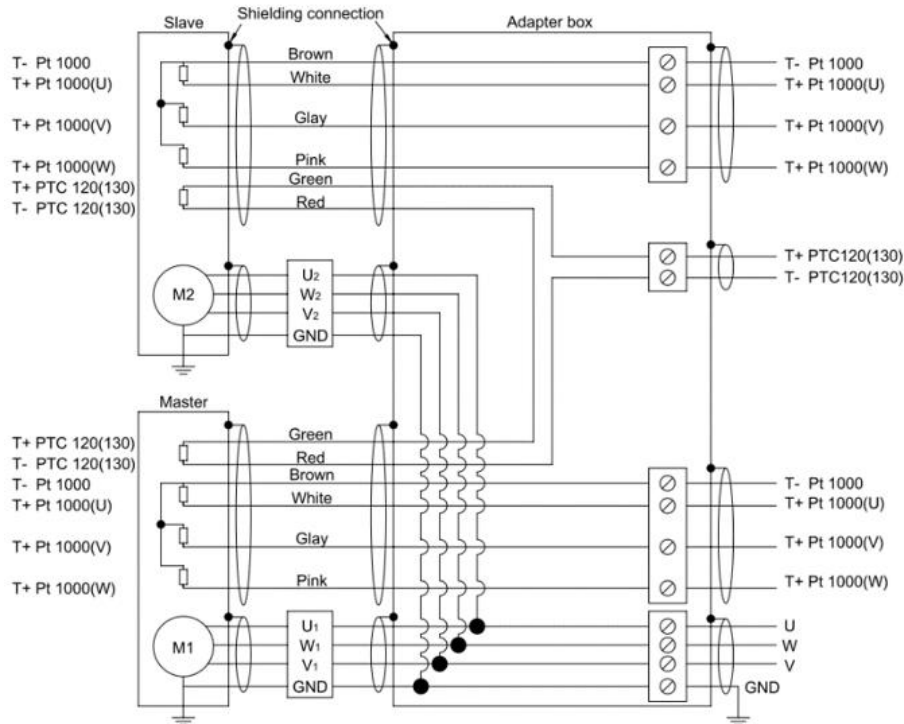 Shielding connection
Slave
Adapter box
T- Pt 1000
Brown
T- Pt 1000
T+ Pt 1000(U)
White
T+ Pt 1000(U)
T+ Pt 1000(V)
Glay
T+ Pt 1000(V)
T+ Pt 1000(W)
Pink
T+ Pt 1000(W)
T+ PTC 120(130)
Green
T- PTC 120(130)
Red
T+ PTC120(130)
T- PTC120(130)
M2
U2
W2
V2
GND
Master
T+ PTC 120(130)
Green
T- PTC 120(130)
Red
T- Pt 1000
Brown
T- Pt 1000
T+ Pt 1000(U)
White
T+ Pt 1000(U)
T+ Pt 1000(V)
Glay
T+ Pt 1000(V)
T+ Pt 1000(W)
Pink
T+ Pt 1000(W)
M1
U1
U
W1
W
V1
V
GND
GND